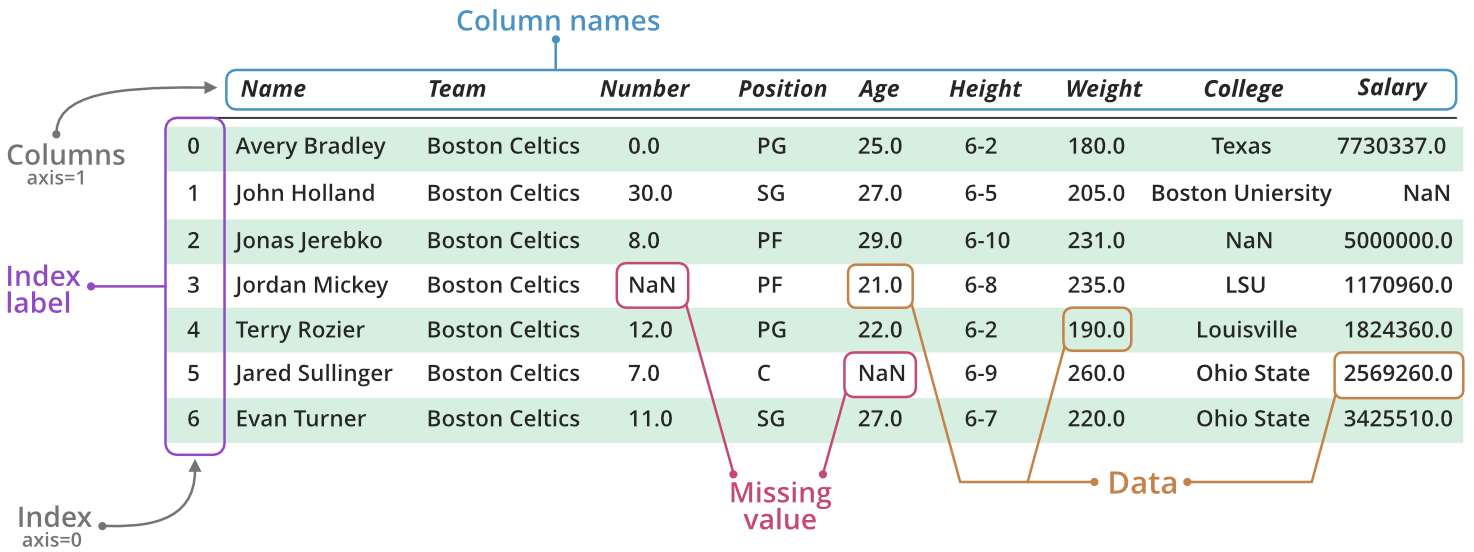 Column names
Name Team Number Position Age Height Weight College Salary
Columns
axis=1
0 Avery Bradley Boston Celtics 0.0 PG 25.0 6-2 180.0 Texas 7730337.0
1 John Holland Boston Celtics 30.0 SG 27.0 6-5 205.0 Boston Uniersity NaN
2 Jonas Jerebko Boston Celtics 8.0 PF 29.0 6-10 231.0 NaN 5000000.0
Index
label
3 Jordan Mickey Boston Celtics NaN PF 21.0 6-8 235.0 LSU 1170960.0
4 Terry Rozier Boston Celtics 12.0 PG 22.0 6-2 190.0 Louisville 1824360.0
5 Jared Sullinger Boston Celtics 7.0 C NaN 6-9 260.0 Ohio State 2569260.0
6 Evan Turner Boston Celtics 11.0 SG 27.0 6-7 220.0 Ohio State 3425510.0
Missing
value
Data
Index
axis=0